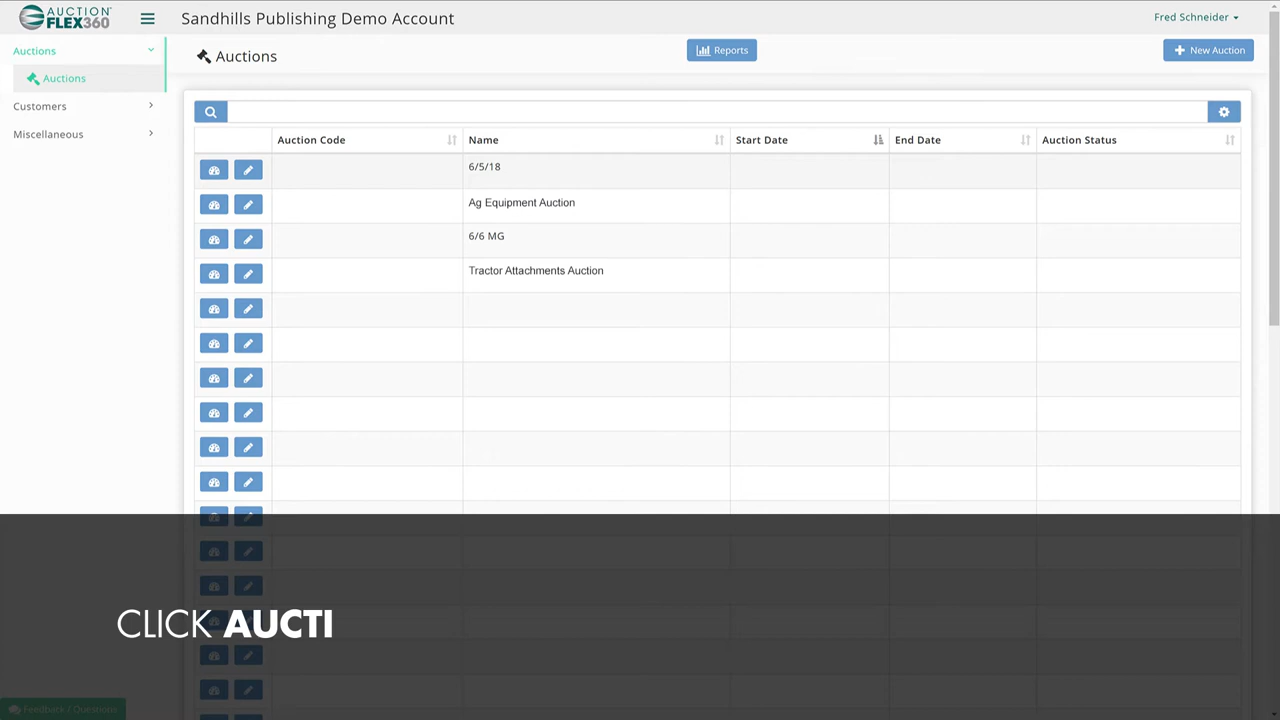 AUCTION
FLEX360
Sandhills Publishing Demo Account
Fred Schneider
Auctions
Auctions
Customers
Miscellaneous
Auctions
Reports
New Auction
Auction Code
Name
Start Date
End Date
Auction Status
6/5/18
Ag Equipment Auction
6/6 MG
Tractor Attachments Auction
CLICK AUCTI
Feedback / Questions